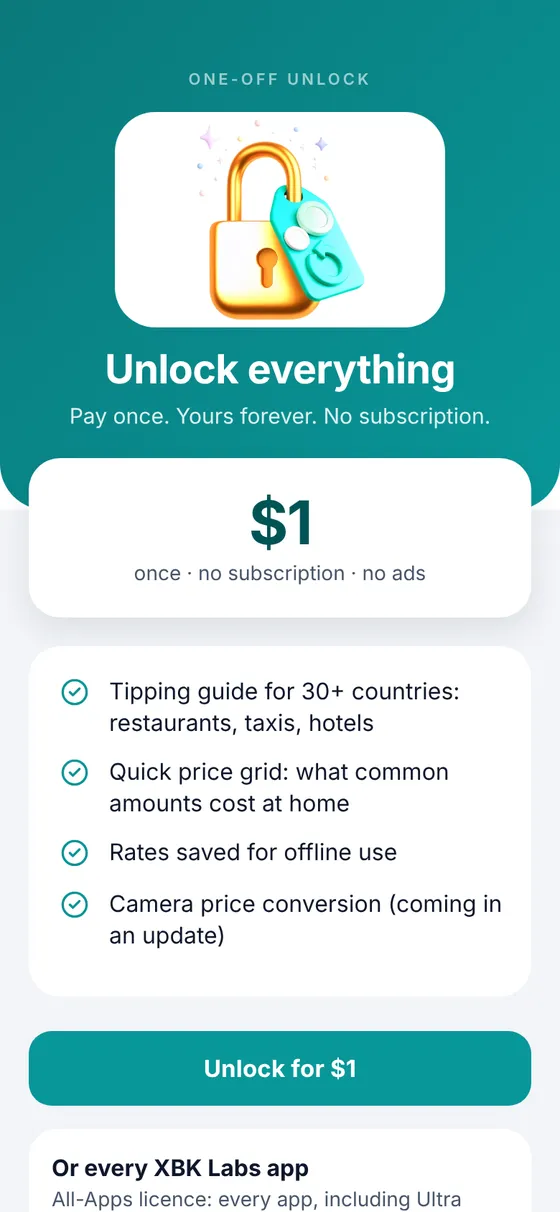 ONE-OFF UNLOCK
Unlock everything
Pay once. Yours forever. No subscription.
$1
once · no subscription · no ads
Tipping guide for 30+ countries:
restaurants, taxis, hotels
Quick price grid: what common
amounts cost at home
Rates saved for offline use
Camera price conversion (coming in
an update)
Unlock for $1
Or every XBK Labs app
All-Apps licence: every app, including Ultra